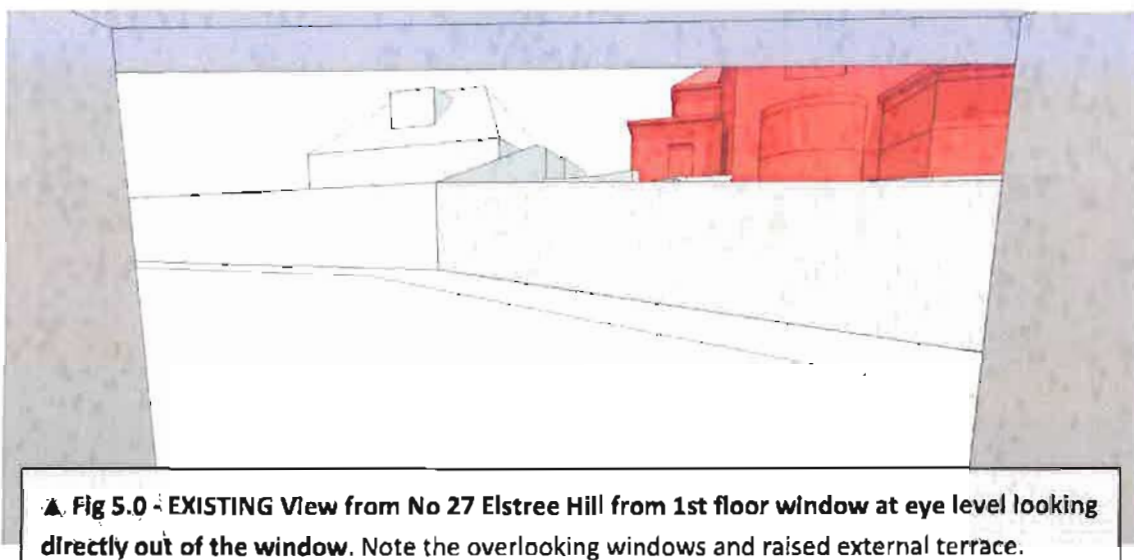 ▲ Fig 5.0 - EXISTING View from No 27 Elstree Hill from 1st floor window at eye level looking
directly out of the window. Note the overlooking windows and raised external terrace.